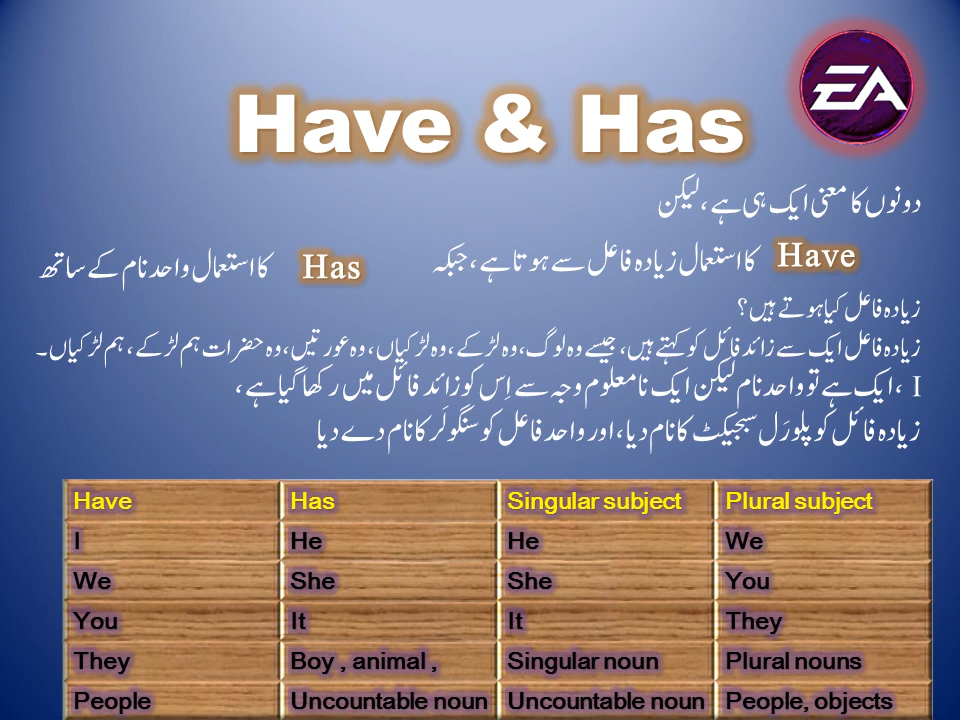 EA
Have & Has
دونوں کا معنی ایک ہی ہے ، لیکن
Have کا استعمال زیادہ فاعل سے ہوتا ہے ، جبکہ Has کا استعمال واحد نام کے ساتھ
زیادہ فاعل کیا ہوتے ہیں ؟
زیادہ فاعل ایک سے زائد فائل کو کہتے ہیں ، جیسے وہ لوگ ، وہ لڑکے ، وہ لڑکیاں ، وہ عورتیں ، وہ حضرات ہم لڑکے ، ہم لڑکیاں ۔
I ، ایک ہے تو واحد نام لیکن ایک نامعلوم وجہ سے اِس کو زائد فائل میں رکھا گیا ہے ،
زیادہ فائل کو پلورَل سبجیکٹ کا نام دیا ، اور واحد فاعل کو سنگولَر کا نام دے دیا
Have Has Singular subject Plural subject
I He He We
We She She You
You It It They
They Boy , animal , Singular noun Plural nouns
People Uncountable noun Uncountable noun People, objects